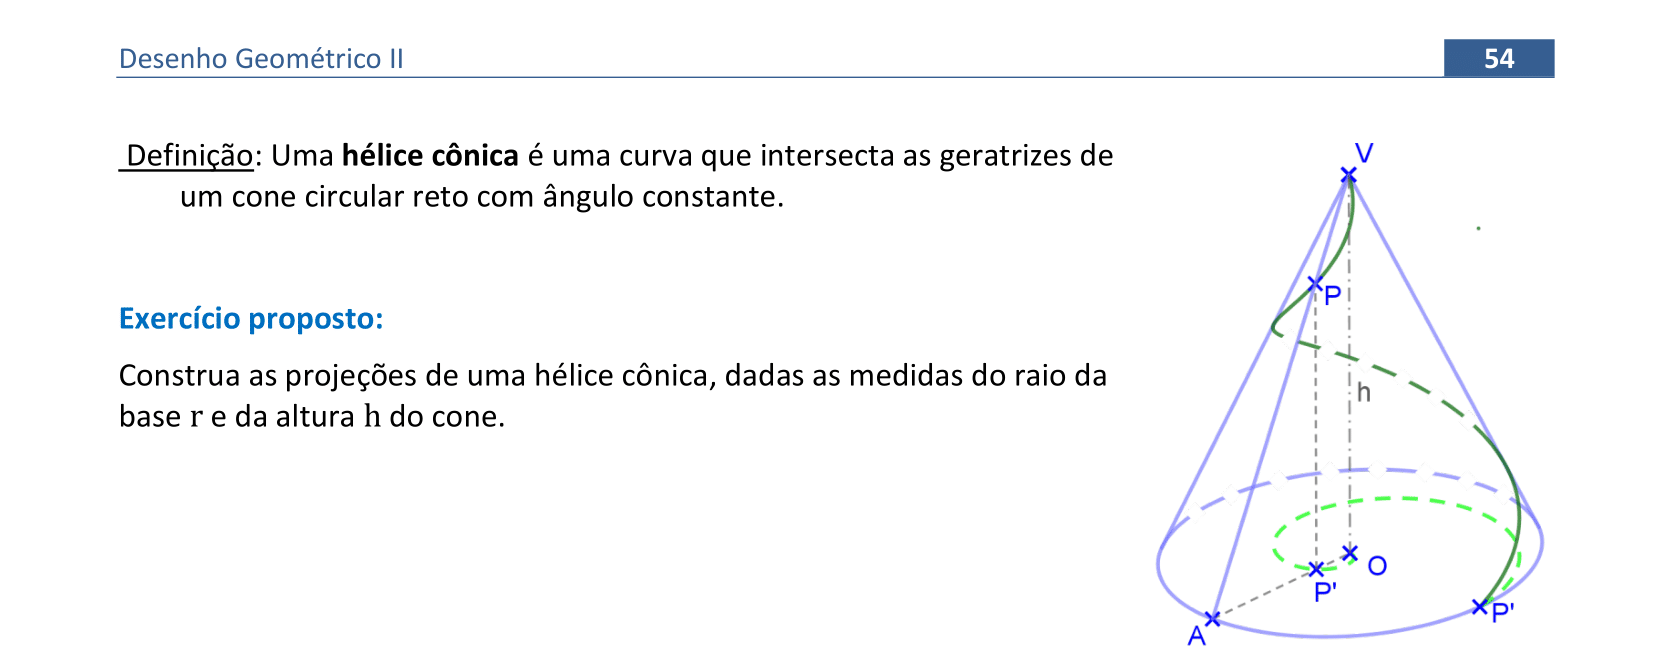 Desenho Geométrico II
54
Definição: Uma hélice cônica é uma curva que intersecta as geratrizes de
um cone circular reto com ângulo constante.
Exercício proposto:
Construa as projeções de uma hélice cônica, dadas as medidas do raio da
base r e da altura h do cone.
V
P
h
O
P'
P'
A